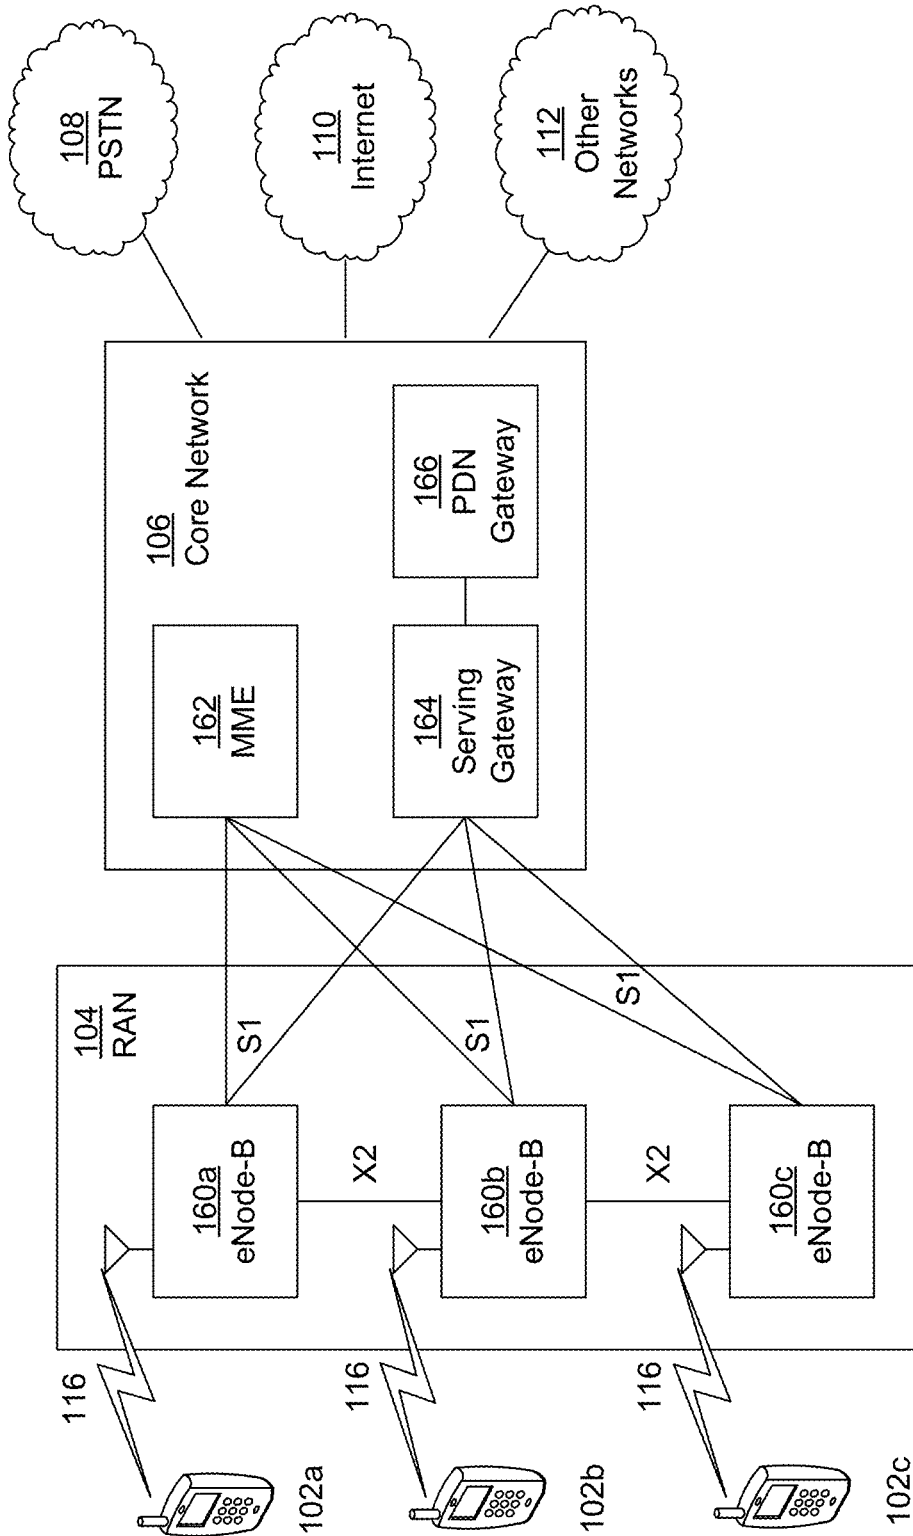 108
PSTN
110
Internet
112
Other
Networks
106
Core Network
162
MME
164
Serving
Gateway
166
PDN
Gateway
104
RAN
S1
S1
S1
160a
eNode-B
X2
160b
eNode-B
X2
160c
eNode-B
116
116
116
102a
102b
102c